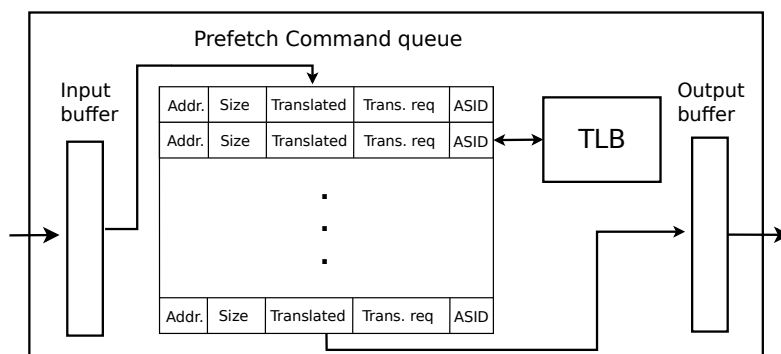 Prefetch Command queue
Input
buffer
Output
buffer
Addr. Size Translated Trans. req ASID
Addr. Size Translated Trans. req ASID
TLB
Addr. Size Translated Trans. req ASID